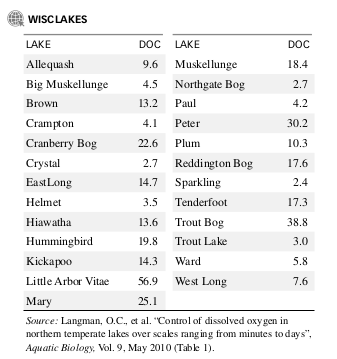 WISCLAKES
LAKE DOC LAKE DOC
Allequash 9.6 Muskellunge 18.4
Big Muskellunge 4.5 Northgate Bog 2.7
Brown 13.2 Paul 4.2
Crampton 4.1 Peter 30.2
Cranberry Bog 22.6 Plum 10.3
Crystal 2.7 Reddington Bog 17.6
EastLong 14.7 Sparkling 2.4
Helmet 3.5 Tenderfoot 17.3
Hiawatha 13.6 Trout Bog 38.8
Hummingbird 19.8 Trout Lake 3.0
Kickapoo 14.3 Ward 5.8
Little Arbor Vitae 56.9 West Long 7.6
Mary 25.1
Source: Langman, O.C., et al. “Control of dissolved oxygen in
northern temperate lakes over scales ranging from minutes to days”,
Aquatic Biology, Vol. 9, May 2010 (Table 1).